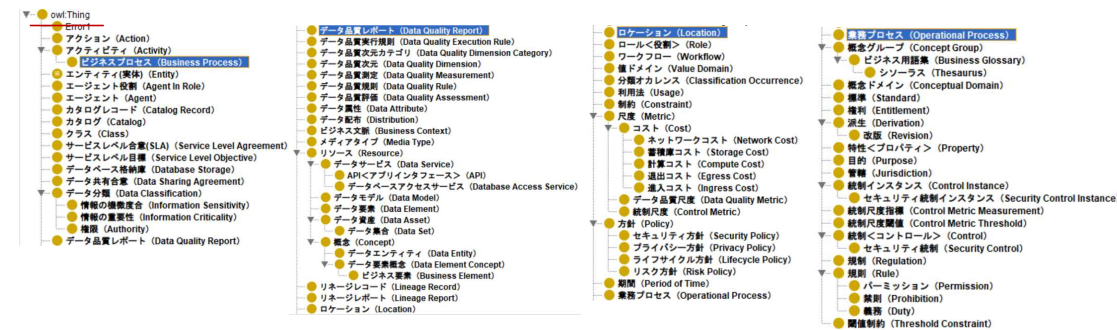 owl:Thing
Error1
アクション（Action）
アクティビティ（Activity）
ビジネスプロセス（Business Process）
エンティティ(実体)（Entity）
エージェント役割（Agent In Role）
エージェント（Agent）
カタログレコード（Catalog Record）
カタログ（Catalog）
クラス（Class）
サービスレベル合意(SLA)（Service Level Agreement）
サービスレベル目標（Service Level Objective）
データベース格納庫（Database Storage）
データ共有合意（Data Sharing Agreement）
データ分類（Data Classification）
情報の機微度合（Information Sensitivity）
情報の重要性（Information Criticality）
権限（Authority）
データ品質レポート（Data Quality Report）
データ品質レポート（Data Quality Report）
データ品質実行規則（Data Quality Execution Rule）
データ品質次元カテゴリ（Data Quality Dimension Category）
データ品質次元（Data Quality Dimension）
データ品質測定（Data Quality Measurement）
データ品質規則（Data Quality Rule）
データ品質評価（Data Quality Assessment）
データ属性（Data Attribute）
データ配布（Distribution）
ビジネス文脈（Business Context）
メディアタイプ（Media Type）
リソース（Resource）
データサービス（Data Service）
API<アプリインタフェース>（API）
データベースアクセスサービス（Database Access Service）
データモデル（Data Model）
データ要素（Data Element）
データ資産（Data Asset）
データ集合（Data Set）
概念（Concept）
データエンティティ（Data Entity）
データ要素概念（Data Element Concept）
ビジネス要素（Business Element）
リネージレコード（Lineage Record）
リネージレポート（Lineage Report）
ロケーション（Location）
ロケーション（Location）
ロール<役割>（Role）
ワークフロー（Workflow）
値ドメイン（Value Domain）
分類オカレンス（Classification Occurrence）
利用法（Usage）
制約（Constraint）
尺度（Metric）
コスト（Cost）
ネットワークコスト（Network Cost）
蓄積庫コスト（Storage Cost）
計算コスト（Compute Cost）
退出コスト（Egress Cost）
進入コスト（Ingress Cost）
データ品質尺度（Data Quality Metric）
統制尺度（Control Metric）
方針（Policy）
セキュリティ方針（Security Policy）
プライバシー方針（Privacy Policy）
ライフサイクル方針（Lifecycle Policy）
リスク方針（Risk Policy）
期間（Period of Time）
業務プロセス（Operational Process）
業務プロセス（Operational Process）
概念グループ（Concept Group）
ビジネス用語集（Business Glossary）
シソーラス（Thesaurus）
概念ドメイン（Conceptual Domain）
標準（Standard）
権利（Entitlement）
派生（Derivation）
改版（Revision）
特性<プロパティ>（Property）
目的（Purpose）
管轄（Jurisdiction）
統制インスタンス（Control Instance）
セキュリティ統制インスタンス（Security Control Instance）
統制尺度指標（Control Metric Measurement）
統制尺度閾値（Control Metric Threshold）
統制<コントロール>（Control）
セキュリティ統制（Security Control）
規制（Regulation）
規則（Rule）
パーミッション（Permission）
禁則（Prohibition）
義務（Duty）
閾値制約（Threshold Constraint）